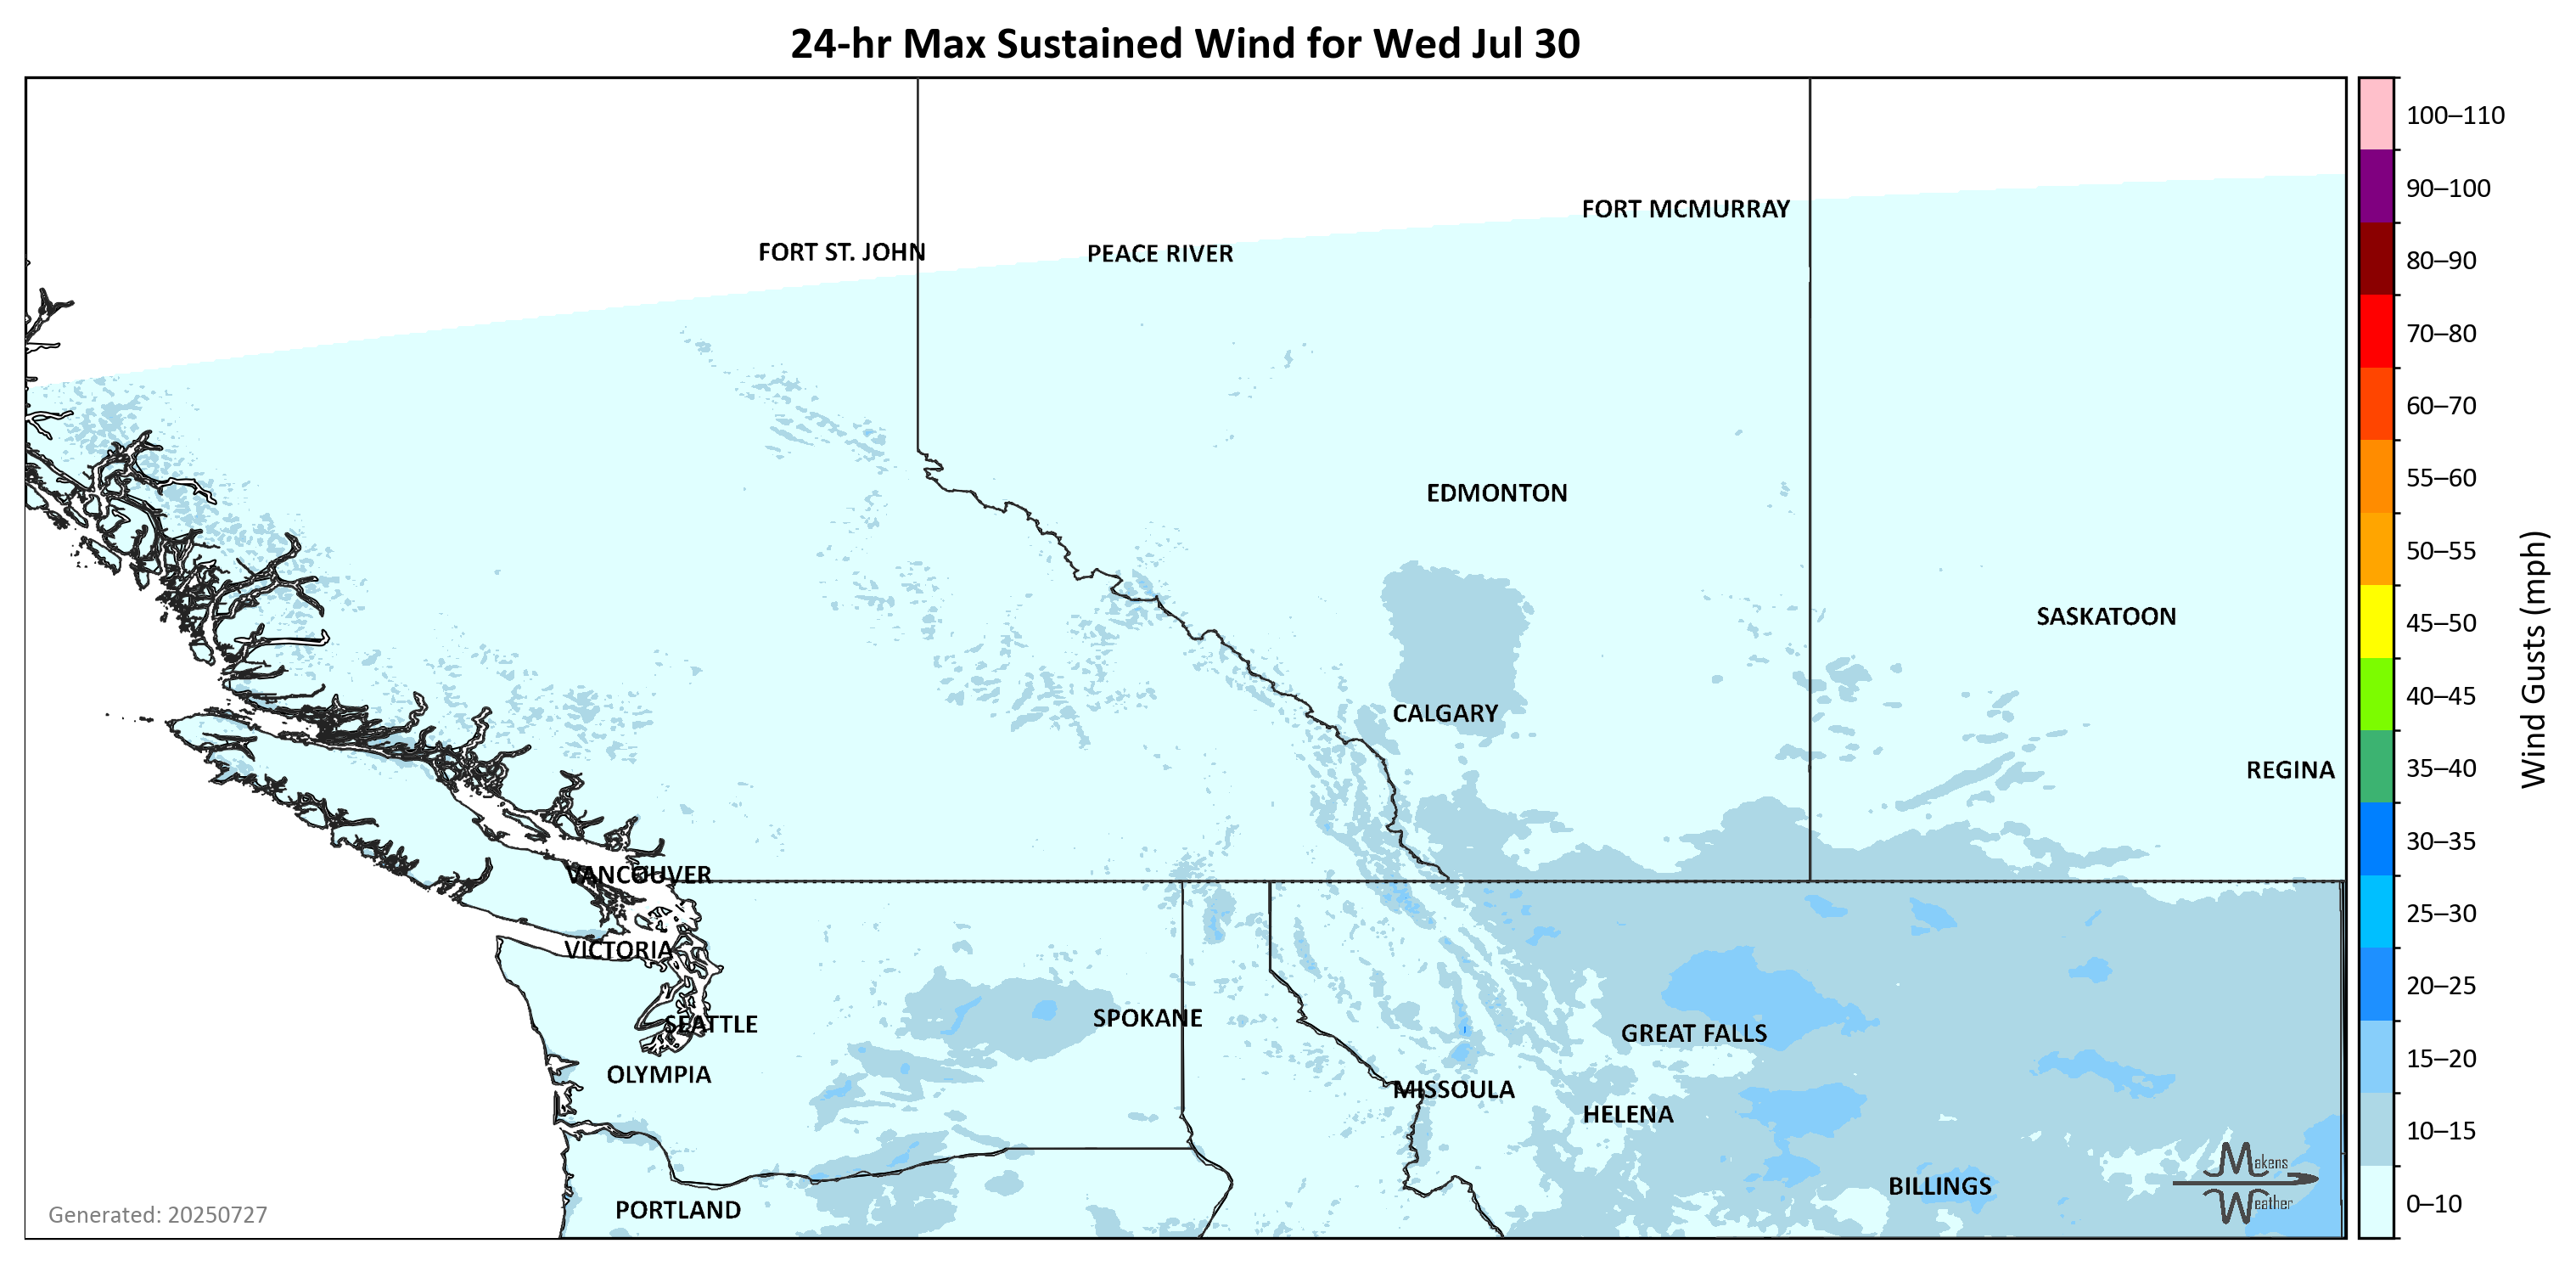 24-hr Max Sustained Wind for Wed Jul 30
100–110
FORT MCMURRAY
90–100
FORT ST. JOHN
PEACE RIVER
80–90
70–80
60–70
EDMONTON
55–60
50–55
SASKATOON
45–50
Wind Gusts (mph)
40–45
CALGARY
REGINA
35–40
30–35
VANCOUVER
25–30
VICTORIA
20–25
SPOKANE
SEATTLE
GREAT FALLS
15–20
OLYMPIA
MISSOULA
HELENA
10–15
Makens
BILLINGS
Weather
0–10
PORTLAND
Generated: 20250727